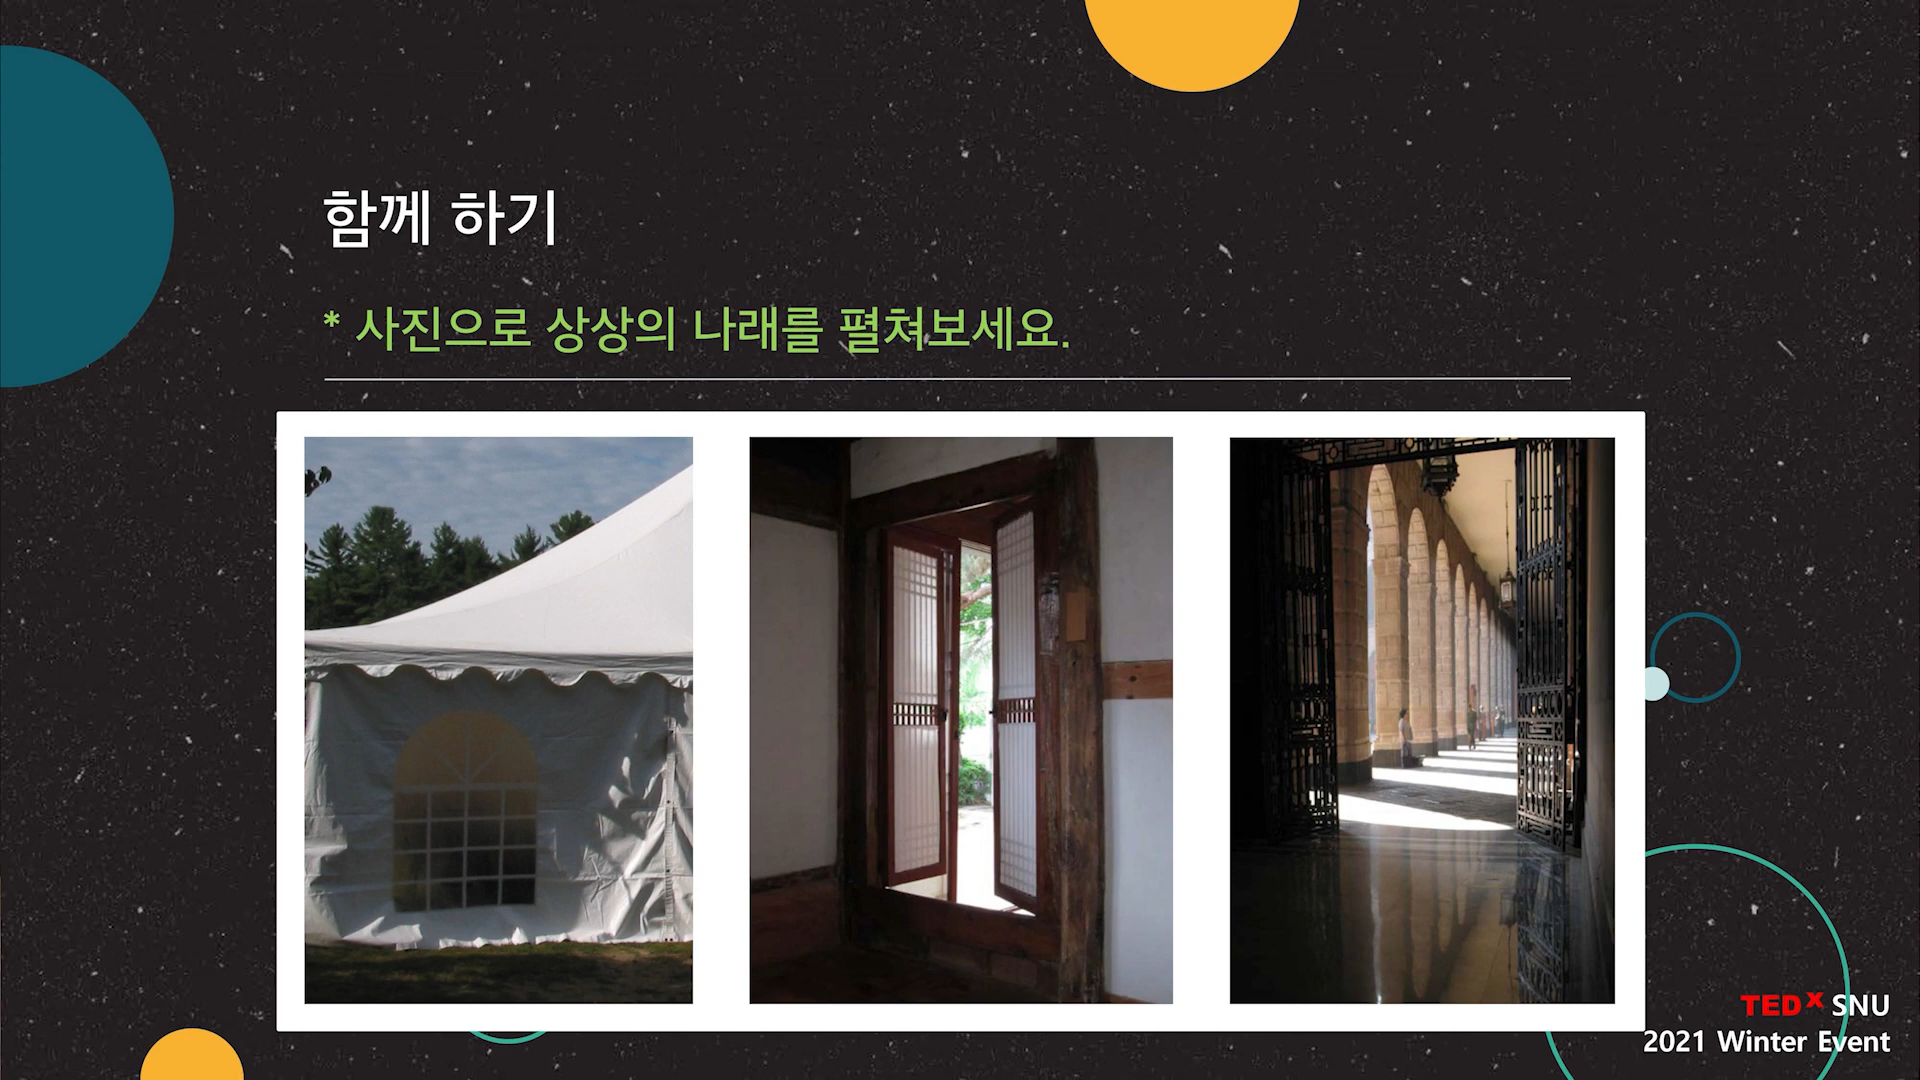 함께 하기
* 사진으로 상상의 나래를 펼쳐보세요.
TEDx SNU
2021 Winter Event